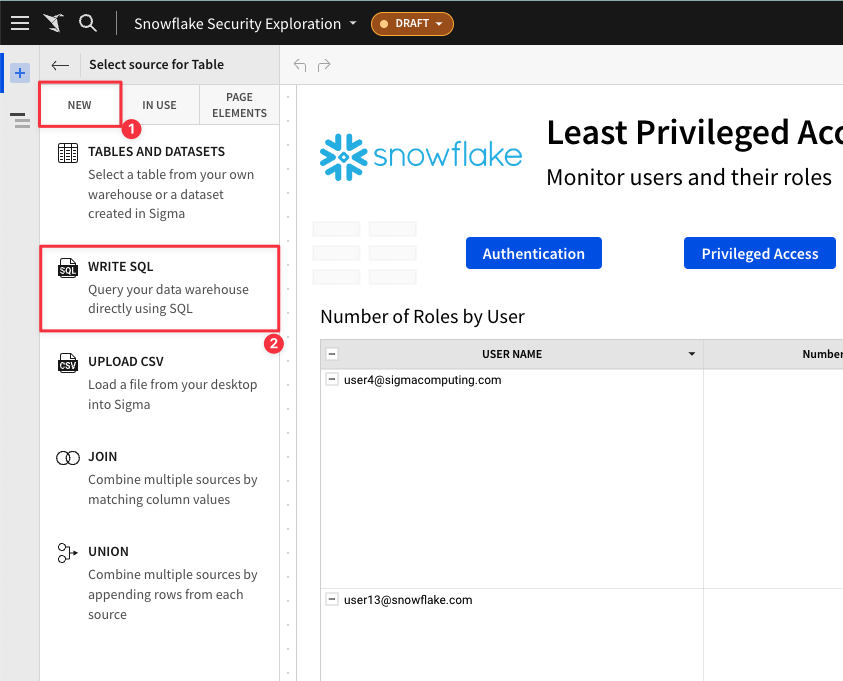 Snowflake Security Exploration
DRAFT
Select source for Table
NEW
IN USE
PAGE
ELEMENTS
1
TABLES AND DATASETS
Select a table from your own
warehouse or a dataset
created in Sigma
SQL
WRITE SQL
Query your data warehouse
directly using SQL
2
CSV
UPLOAD CSV
Load a file from your desktop
into Sigma
JOIN
Combine multiple sources by
matching column values
UNION
Combine multiple sources by
appending rows from each
source
snowflake
Least Privileged Acc
Monitor users and their roles
Authentication
Privileged Access
Number of Roles by User
USER NAME
Number
user4@sigmacomputing.com
user13@snowflake.com